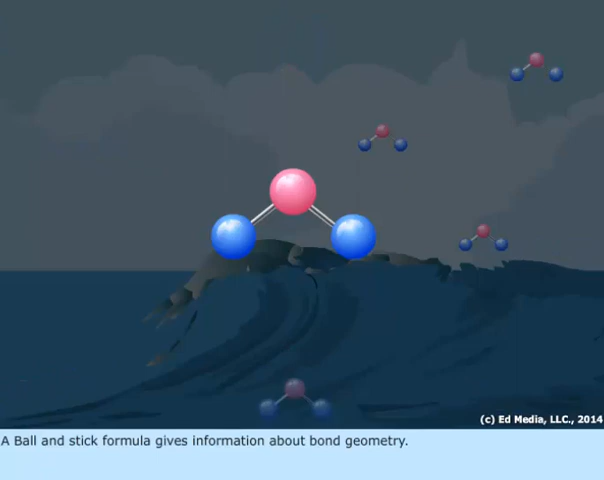 (c) Ed Media, LLC., 2014
A Ball and stick formula gives information about bond geometry.